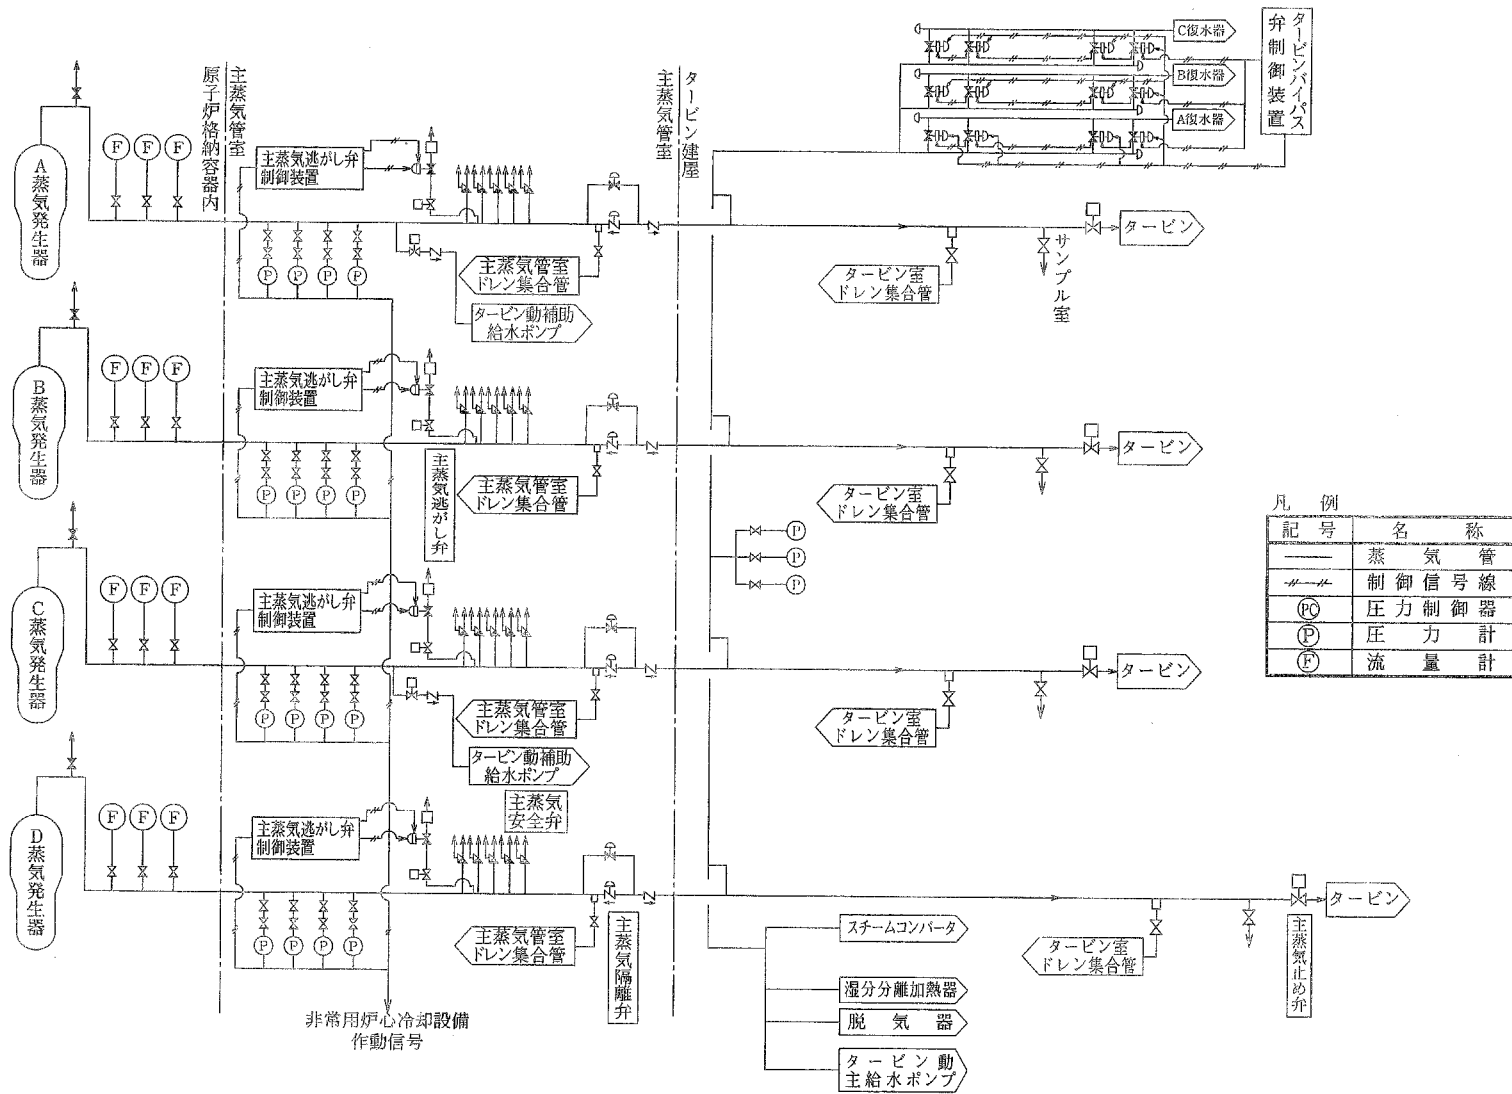 C復水器
B復水器
A復水器
タービンバイパス
弁制御装置
原子炉格納容器内
主蒸気管室
主蒸気管室
タービン建屋
A蒸気発生器
F
F
F
主蒸気逃がし弁
制御装置
P
P
P
P
主蒸気管室
ドレン集合管
タービン動補助
給水ポンプ
タービン室
ドレン集合管
サンプル室
タービン
B蒸気発生器
F
F
F
主蒸気逃がし弁
制御装置
P
P
P
P
主蒸気逃がし弁
主蒸気管室
ドレン集合管
タービン室
ドレン集合管
タービン
P
P
P
凡例
記号 名称
蒸気管
制御信号線
PC 圧力制御器
P 圧力計
F 流量計
C蒸気発生器
F
F
F
主蒸気逃がし弁
制御装置
P
P
P
P
主蒸気管室
ドレン集合管
タービン動補助
給水ポンプ
タービン室
ドレン集合管
タービン
主蒸気
安全弁
D蒸気発生器
F
F
F
主蒸気逃がし弁
制御装置
P
P
P
P
主蒸気管室
ドレン集合管
主蒸気隔離弁
タービン室
ドレン集合管
タービン
主蒸気止め弁
非常用炉心冷却設備
作動信号
スチームコンバータ
湿分分離加熱器
脱気器
タービン動
主給水ポンプ